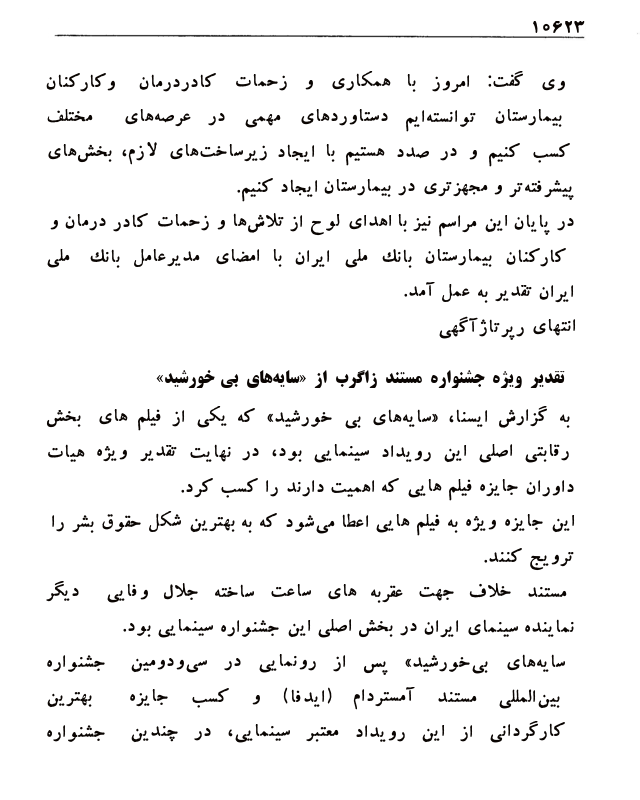 ۱۰۶۲۳
وی گفت: امروز با همکاری و زحمات کادردرمان وکارکنان
بیمارستان توانسته‌ایم دستاوردهای مهمی در عرصه‌های مختلف
کسب کنیم و در صدد هستیم با ایجاد زیرساخت‌های لازم، بخش‌های
پیشرفته‌تر و مجهزتری در بیمارستان ایجاد کنیم.
در پایان این مراسم نیز با اهدای لوح از تلاش‌ها و زحمات کادر درمان و
کارکنان بیمارستان بانك ملی ایران با امضای مدیرعامل بانك ملی
ایران تقدیر به عمل آمد.
انتهای رپرتاژآگهی
تقدیر ویژه جشنواره مستند زاگرب از «سایه‌های بی خورشید»
به گزارش ایسنا، «سایه‌های بی خورشید» که یکی از فیلم های بخش
رقابتی اصلی این رویداد سینمایی بود، در نهایت تقدیر ویژه هیات
داوران جایزه فیلم هایی که اهمیت دارند را کسب کرد.
این جایزه ویژه به فیلم هایی اعطا می‌شود که به بهترین شکل حقوق بشر را
ترویج کنند.
مستند خلاف جهت عقربه های ساعت ساخته جلال وفایی دیگر
نماینده سینمای ایران در بخش اصلی این جشنواره سینمایی بود.
سایه‌های بی‌خورشید» پس از رونمایی در سی‌ودومین جشنواره
بین‌المللی مستند آمستردام (ایدفا) و کسب جایزه بهترین
کارگردانی از این رویداد معتبر سینمایی، در چندین جشنواره